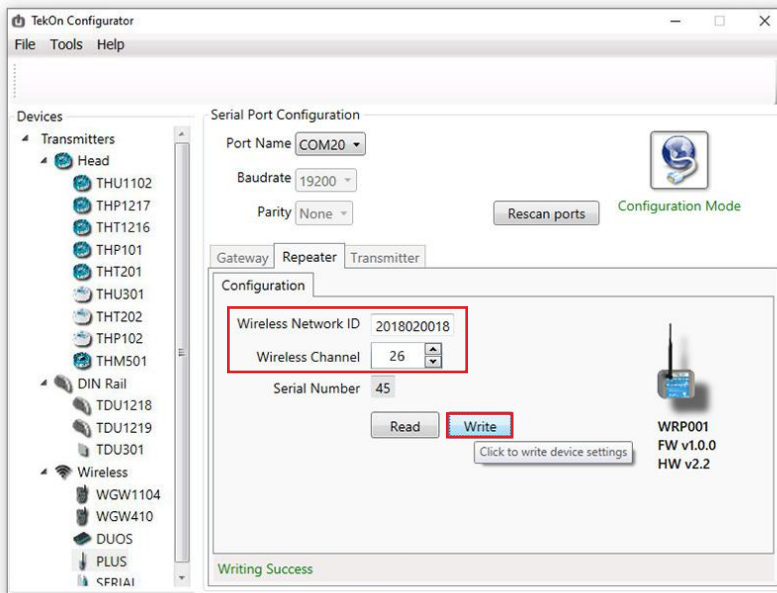 TekOn Configurator
File Tools Help
Devices
Transmitters
Head
THU1102
THP1217
THT1216
THP101
THT201
THU301
THT202
THP102
THM501
DIN Rail
TDU1218
TDU1219
TDU301
Wireless
WGW1104
WGW410
DUOS
PLUS
SERIAL
Serial Port Configuration
Port Name COM20
Baudrate 19200
Parity None
Rescan ports
Configuration Mode
Gateway Repeater Transmitter
Configuration
Wireless Network ID 2018020018
Wireless Channel 26
Serial Number 45
Read Write
Click to write device settings
WRP001
FW v1.0.0
HW v2.2
Writing Success